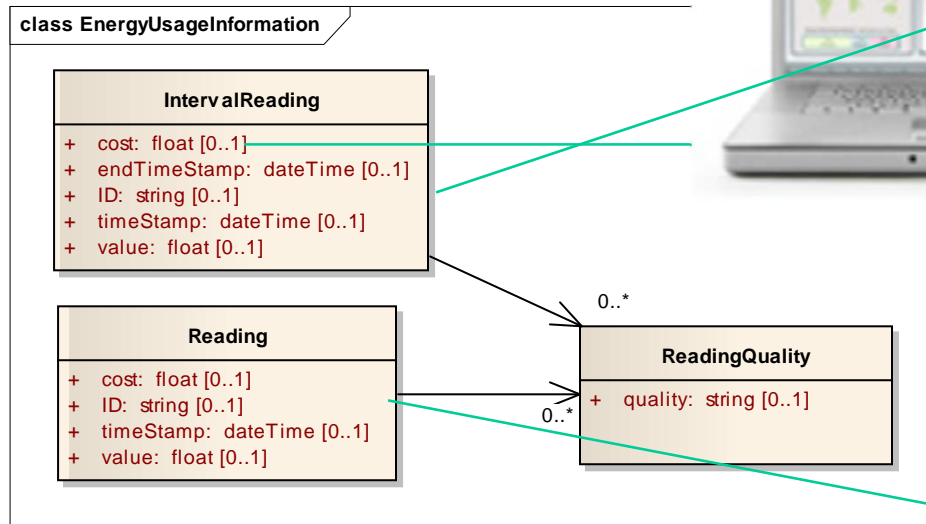 class EnergyUsageInformation
IntervalReading
+ cost: float [0..1]
+ endTimeStamp: dateTime [0..1]
+ ID: string [0..1]
+ timeStamp: dateTime [0..1]
+ value: float [0..1]
0..*
Reading
+ cost: float [0..1]
+ ID: string [0..1]
+ timeStamp: dateTime [0..1]
+ value: float [0..1]
0..*
ReadingQuality
+ quality: string [0..1]